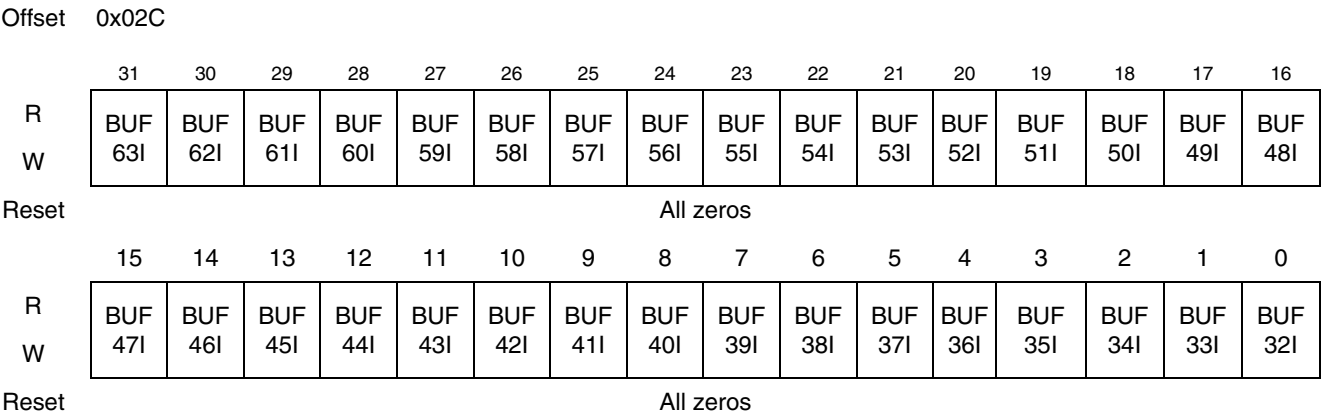 Offset 0x02C
31 30 29 28 27 26 25 24 23 22 21 20 19 18 17 16
R
BUF BUF BUF BUF BUF BUF BUF BUF BUF BUF BUF BUF BUF BUF BUF BUF
63I 62I 61I 60I 59I 58I 57I 56I 55I 54I 53I 52I 51I 50I 49I 48I
W
Reset All zeros
15 14 13 12 11 10 9 8 7 6 5 4 3 2 1 0
R
BUF BUF BUF BUF BUF BUF BUF BUF BUF BUF BUF BUF BUF BUF BUF BUF
47I 46I 45I 44I 43I 42I 41I 40I 39I 38I 37I 36I 35I 34I 33I 32I
W
Reset All zeros